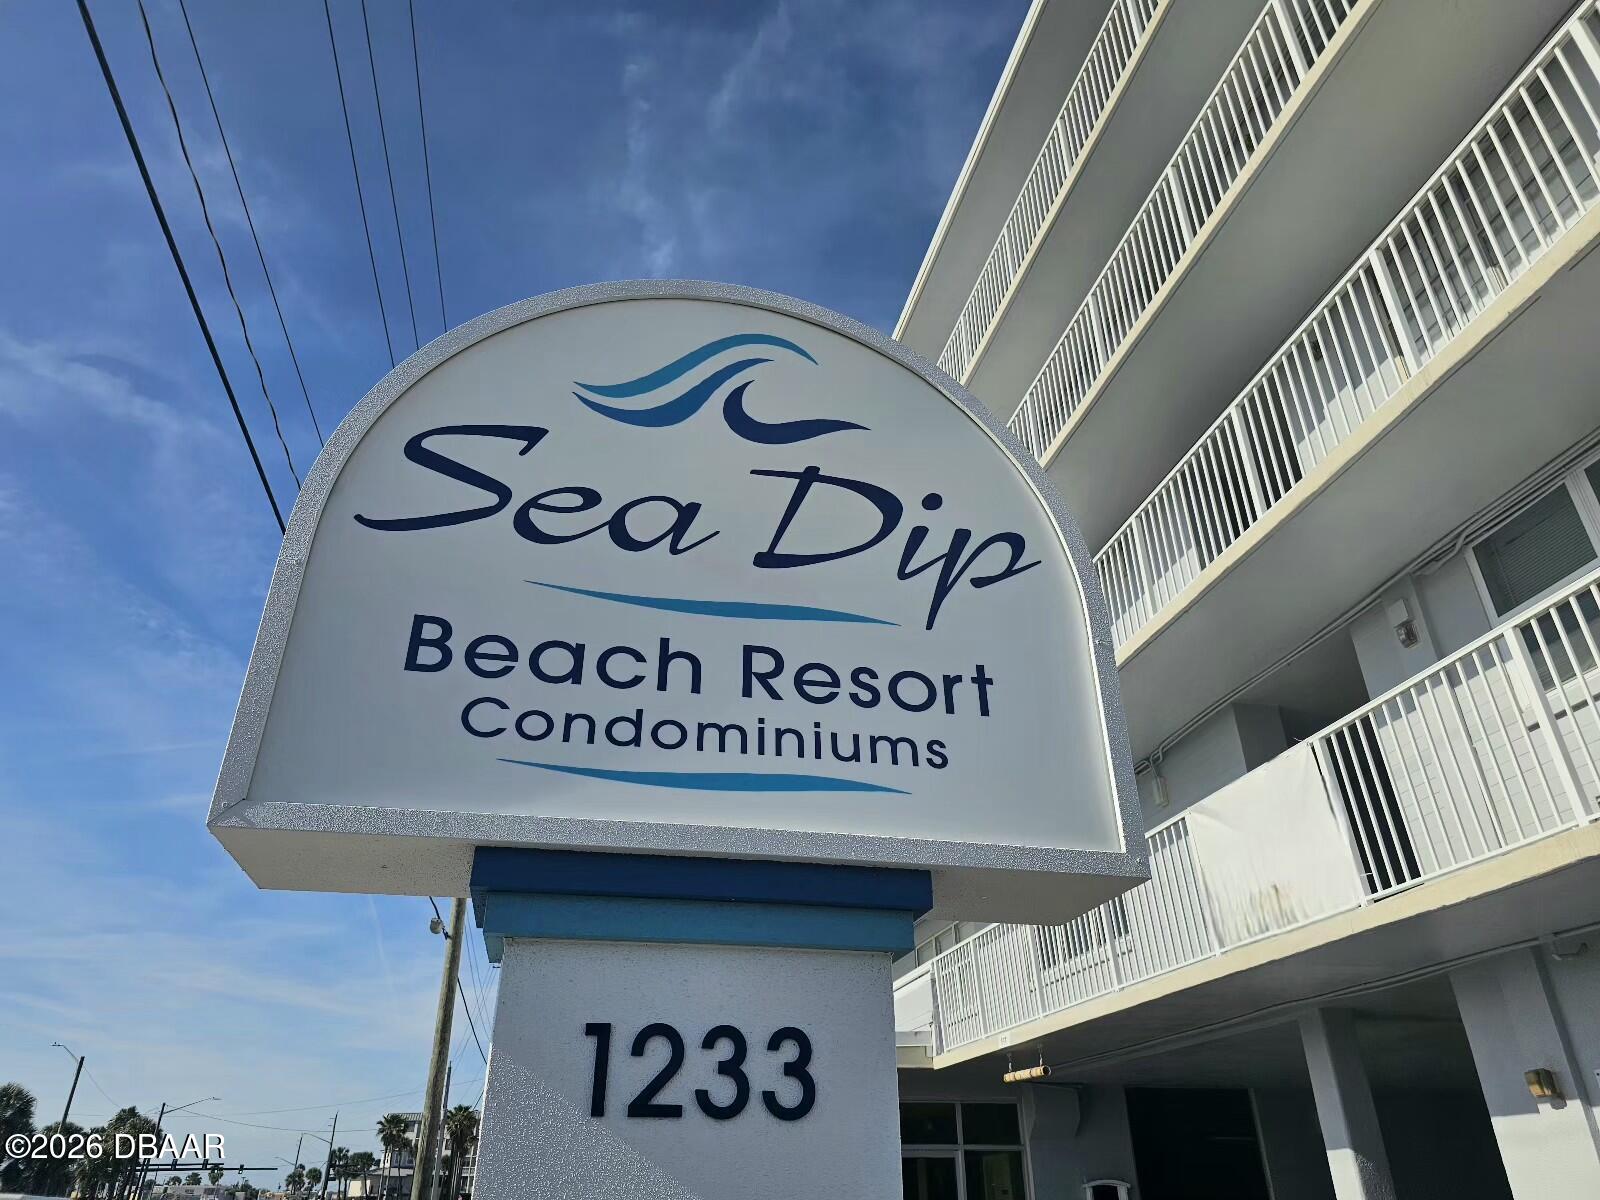 Sea Dip
Beach Resort
Condominiums
1233
©2026 DBAAR